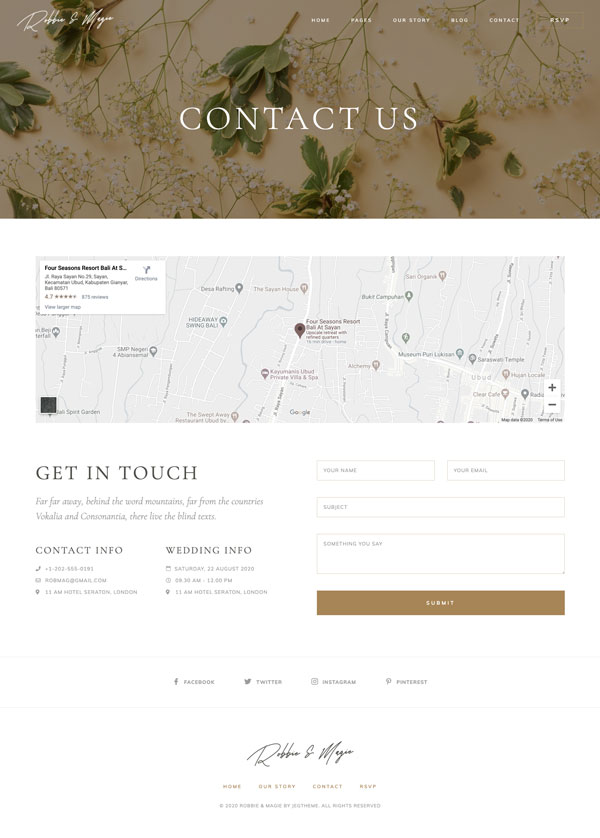 Robbie & Magie
HOME PAGES OUR STORY BLOG CONTACT RSVP
CONTACT US
Four Seasons Resort Bali At S...
Jl. Raya Sayan No.29, Sayan,
Kecamatan Ubud, Kabupaten Gianyar,
Bali 80571
Directions
4.7 875 reviews
View larger map
Desa Rafting
The Sayan House
Sari Organik
Bukit Campuhan
HIDEAWAY
SWING BALI
Four Seasons Resort
Bali At Sayan
Upscale retreat with
refined quarters
SMP Negeri
4 Abiansemal
Museum Puri Lukisan
Saraswati Temple
Alchemy
Koyomanis Ubud
Private Villa & Spa
Ubud
Hujan Locale
Clear Cafe
Bali Spirit Garden
The Swept Away
Restaurant Ubud by
Google
Map data ©2020 Terms of Use
GET IN TOUCH
Far far away, behind the word mountains, far from the countries
Vokalia and Consonantia, there live the blind texts.
CONTACT INFO
+1-202-555-0191
ROBMAG@GMAIL.COM
11 AM HOTEL SERATON, LONDON
WEDDING INFO
SATURDAY, 22 AUGUST 2020
11 AM HOTEL SERATON, LONDON
YOUR NAME
YOUR EMAIL
SUBJECT
SOMETHING YOU SAY
SUBMIT
FACEBOOK TWITTER INSTAGRAM PINTEREST
Robbie & Magie
HOME OUR STORY CONTACT RSVP
© 2020 ROBBIE & MAGIE BY JEGTHEME. ALL RIGHTS RESERVED